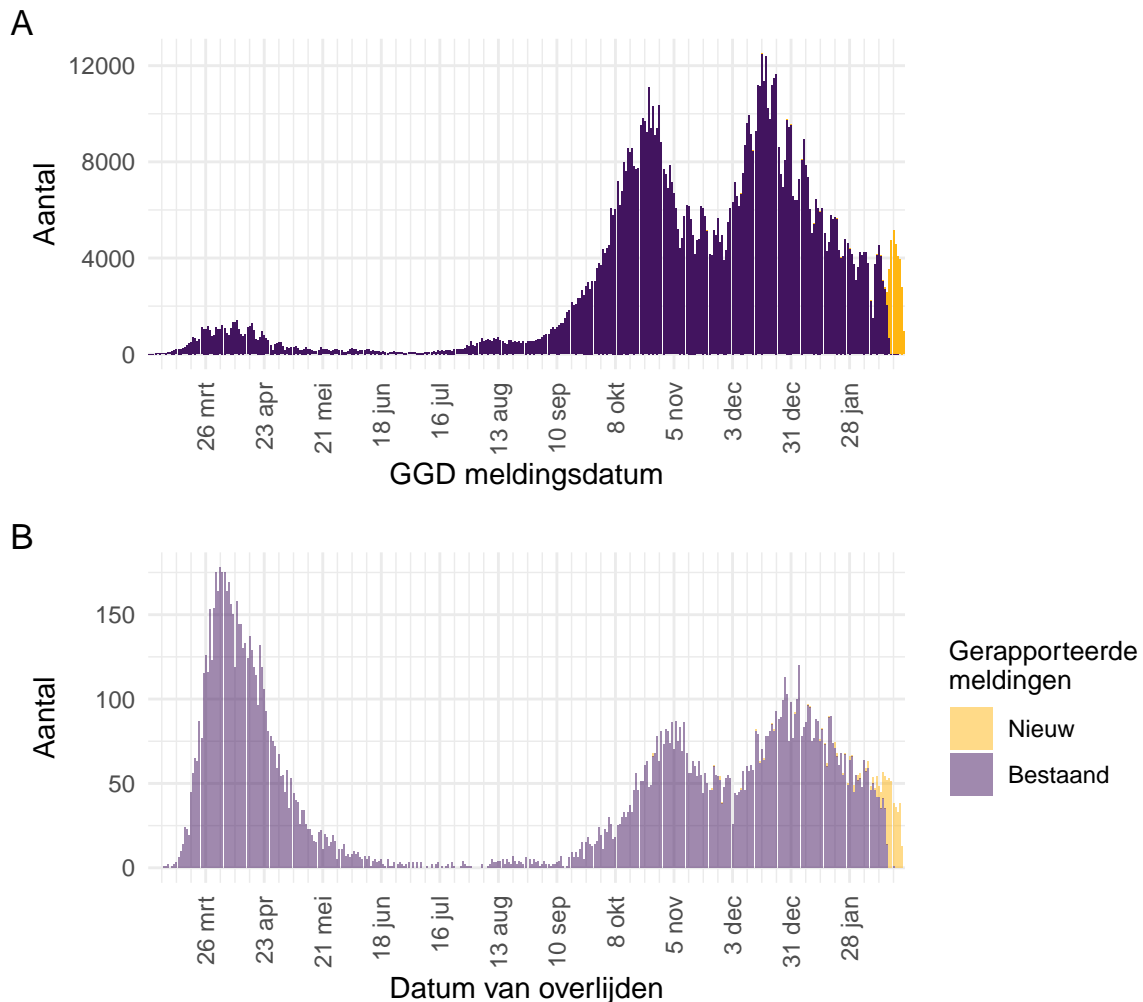 A
12000
8000
4000
0
Aantal
26 mrt
23 apr
21 mei
18 jun
16 jul
13 aug
10 sep
8 okt
5 nov
3 dec
31 dec
28 jan
GGD meldingsdatum
B
150
100
50
0
Aantal
26 mrt
23 apr
21 mei
18 jun
16 jul
13 aug
10 sep
8 okt
5 nov
3 dec
31 dec
28 jan
Datum van overlijden
Gerapporteerde
meldingen
Nieuw
Bestaand